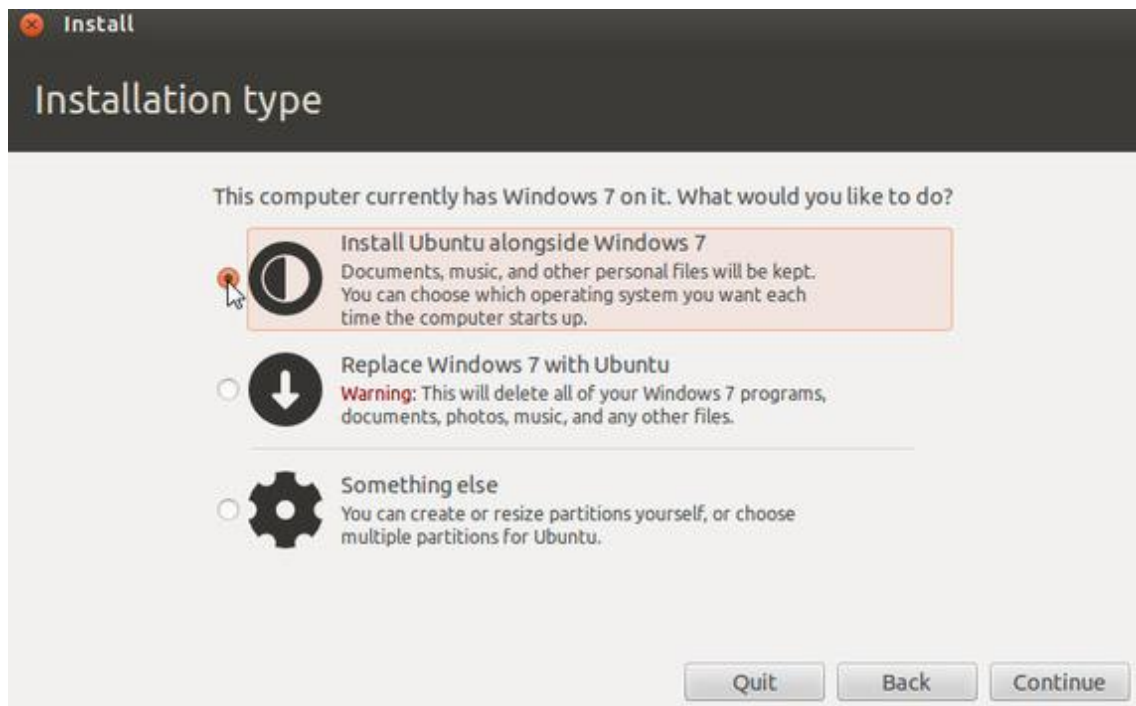 Install
Installation type
This computer currently has Windows 7 on it. What would you like to do?
Install Ubuntu alongside Windows 7
Documents, music, and other personal files will be kept.
You can choose which operating system you want each
time the computer starts up.
Replace Windows 7 with Ubuntu
Warning: This will delete all of your Windows 7 programs,
documents, photos, music, and any other files.
Something else
You can create or resize partitions yourself, or choose
multiple partitions for Ubuntu.
Quit Back Continue